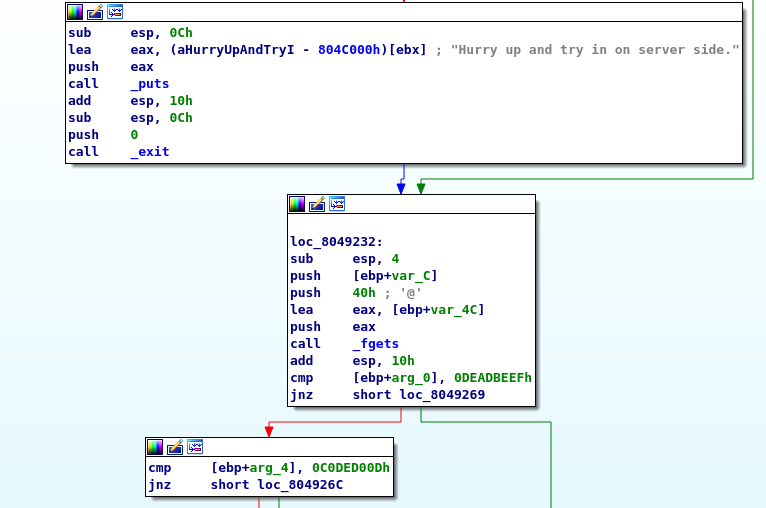 sub     esp, 0Ch
lea     eax, (aHurryUpAndTryI - 804C000h)[ebx] ; "Hurry up and try in on server side."
push    eax
call    _puts
add     esp, 10h
sub     esp, 0Ch
push    0
call    _exit
loc_8049232:
sub     esp, 4
push    [ebp+var_C]
push    40h ; '@'
lea     eax, [ebp+var_4C]
push    eax
call    _fgets
add     esp, 10h
cmp     [ebp+arg_0], 0DEADBEEFh
jnz     short loc_8049269
cmp     [ebp+arg_4], 0C0DED00Dh
jnz     short loc_804926C